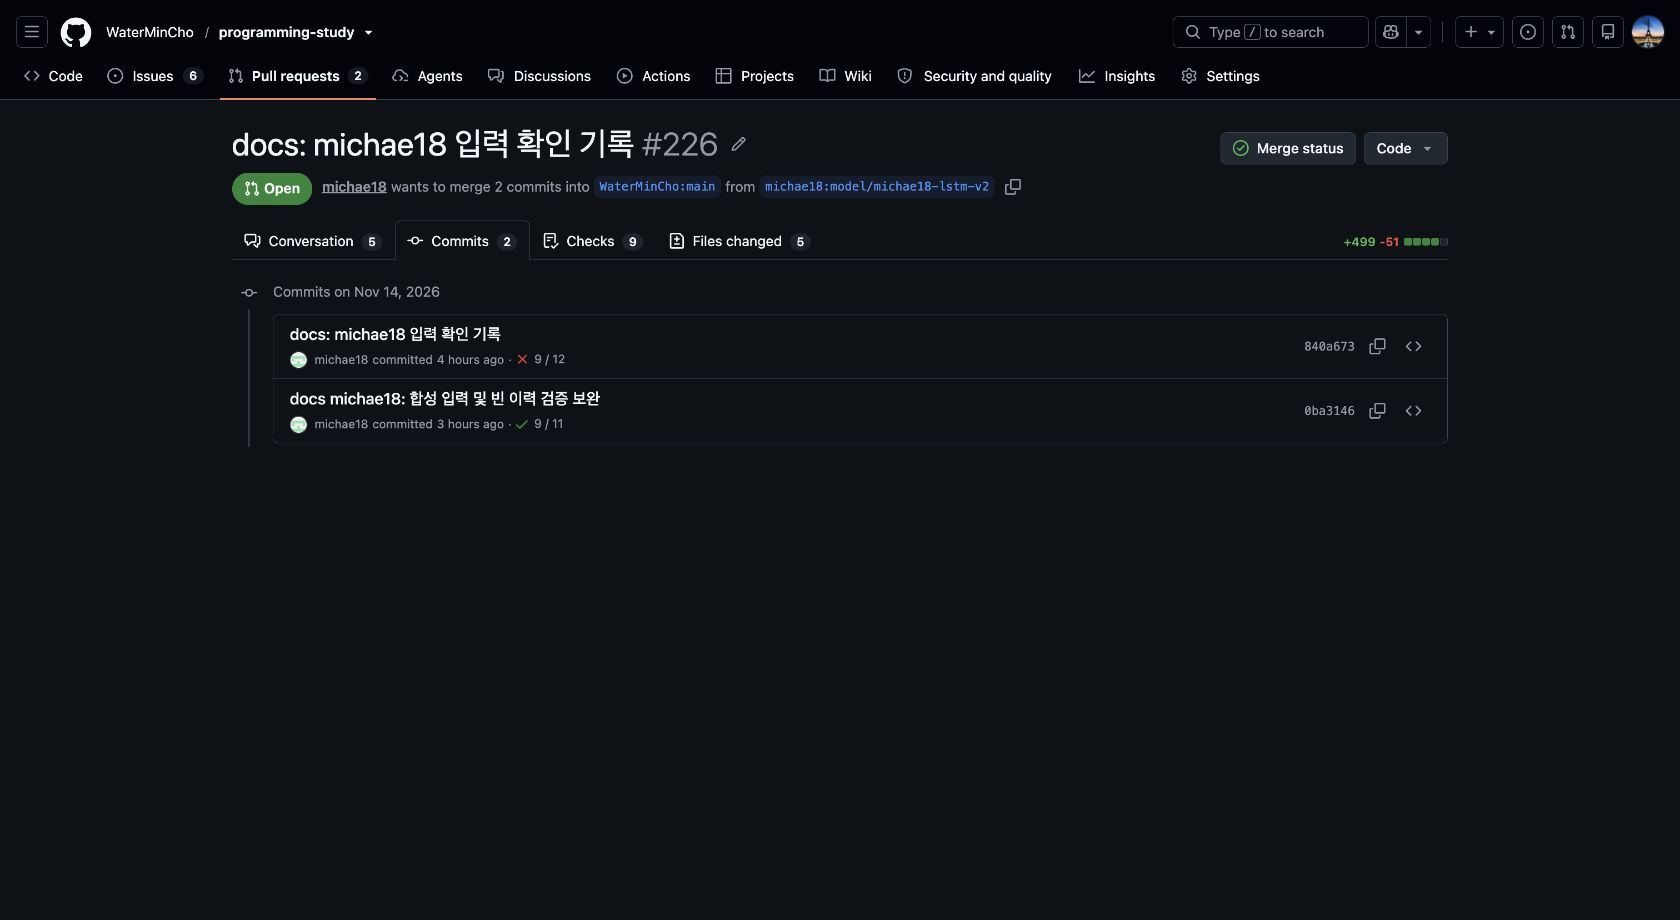 WaterMinCho / programming-study
Type / to search
Code
Issues 6
Pull requests 2
Agents
Discussions
Actions
Projects
Wiki
Security and quality
Insights
Settings
docs: michae18 입력 확인 기록 #226
Merge status
Code
Open
michae18 wants to merge 2 commits into WaterMinCho:main from michae18:model/michae18-lstm-v2
Conversation 5
Commits 2
Checks 9
Files changed 5
+499 -51
Commits on Nov 14, 2026
docs: michae18 입력 확인 기록
michae18 committed 4 hours ago · 9 / 12
840a673
docs michae18: 합성 입력 및 빈 이력 검증 보완
michae18 committed 3 hours ago · 9 / 11
0ba3146